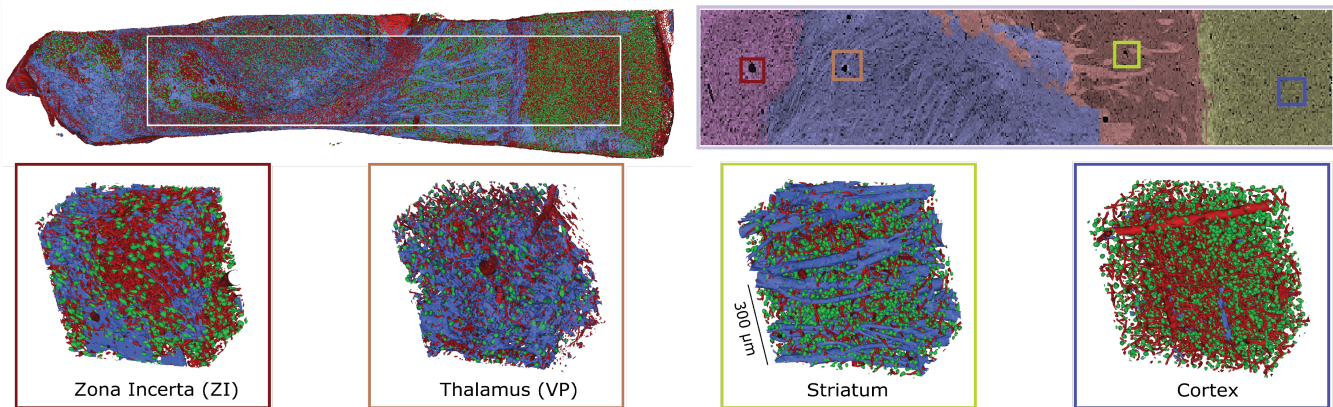 300 µm
Zona Incerta (ZI)
Thalamus (VP)
Striatum
Cortex